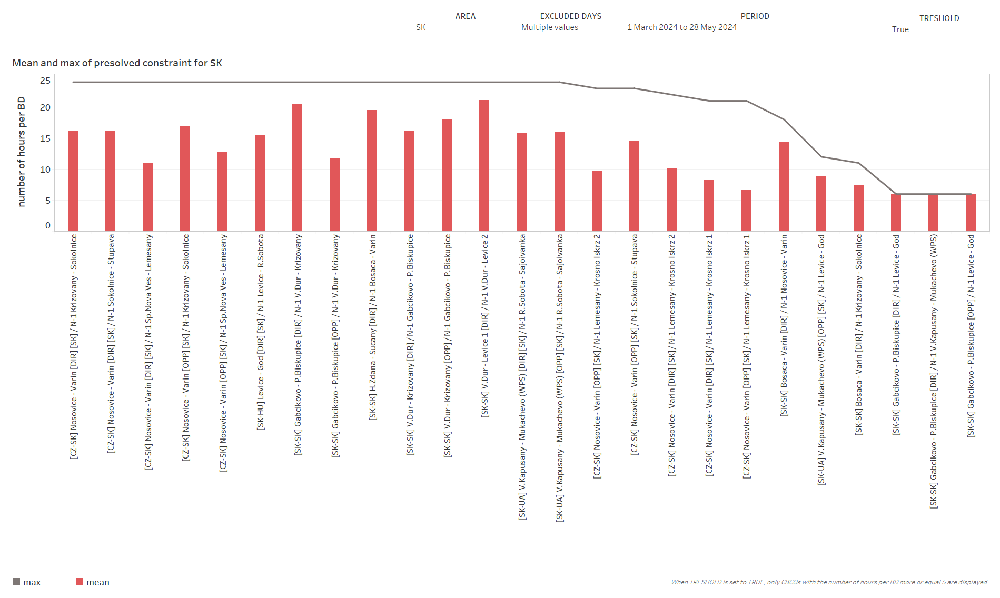 AREA
SK
EXCLUDED DAYS
Multiple values
PERIOD
1 March 2024 to 28 May 2024
TRESHOLD
True
Mean and max of presolved constraint for SK
number of hours per BD
25
20
15
10
5
0
[CZ-SK] Nosovice - Varin [DIR] [SK] / N-1 Krizovany - Sokolnice
[CZ-SK] Nosovice - Varin [DIR] [SK] / N-1 Sokolnice - Stupava
[CZ-SK] Nosovice - Varin [DIR] [SK] / N-1 Sp.Nova Ves - Lemesany
[CZ-SK] Nosovice - Varin [OPP] [SK] / N-1 Krizovany - Sokolnice
[CZ-SK] Nosovice - Varin [OPP] [SK] / N-1 Sp.Nova Ves - Lemesany
[SK-HU] Levice - God [DIR] [SK] / N-1 Levice - R.Sobota
[SK-SK] Gabcikovo - P.Biskupice [DIR] / N-1 V.Dur - Krizovany
[SK-SK] Gabcikovo - P.Biskupice [OPP] / N-1 V.Dur - Krizovany
[SK-SK] H.Zdana - Sucany [DIR] / N-1 Bosaca - Varin
[SK-SK] V.Dur - Krizovany [DIR] / N-1 Gabcikovo - P.Biskupice
[SK-SK] V.Dur - Krizovany [OPP] / N-1 Gabcikovo - P.Biskupice
[SK-SK] V.Dur - Levice 1 [DIR] / N-1 V.Dur - Levice 2
[SK-UA] V.Kapusany - Mukachevo (WPS) [DIR] [SK] / N-1 R.Sobota - Sajoivanka
[SK-UA] V.Kapusany - Mukachevo (WPS) [OPP] [SK] / N-1 R.Sobota - Sajoivanka
[CZ-SK] Nosovice - Varin [OPP] [SK] / N-1 Lemesany - Krosno Iskrz 2
[CZ-SK] Nosovice - Varin [OPP] [SK] / N-1 Sokolnice - Stupava
[CZ-SK] Nosovice - Varin [DIR] [SK] / N-1 Lemesany - Krosno Iskrz 2
[CZ-SK] Nosovice - Varin [DIR] [SK] / N-1 Lemesany - Krosno Iskrz 1
[CZ-SK] Nosovice - Varin [OPP] [SK] / N-1 Lemesany - Krosno Iskrz 1
[SK-SK] Bosaca - Varin [DIR] / N-1 Nosovice - Varin
[SK-UA] V.Kapusany - Mukachevo (WPS) [OPP] [SK] / N-1 Levice - God
[SK-SK] Bosaca - Varin [DIR] / N-1 Krizovany - Sokolnice
[SK-SK] Gabcikovo - P.Biskupice [DIR] / N-1 Levice - God
[SK-SK] Gabcikovo - P.Biskupice [DIR] / N-1 V.Kapusany - Mukachevo (WPS)
[SK-SK] Gabcikovo - P.Biskupice [OPP] / N-1 Levice - God
max
mean
When TRESHOLD is set to TRUE, only CBCOs with the number of hours per BD more or equal 5 are displayed.